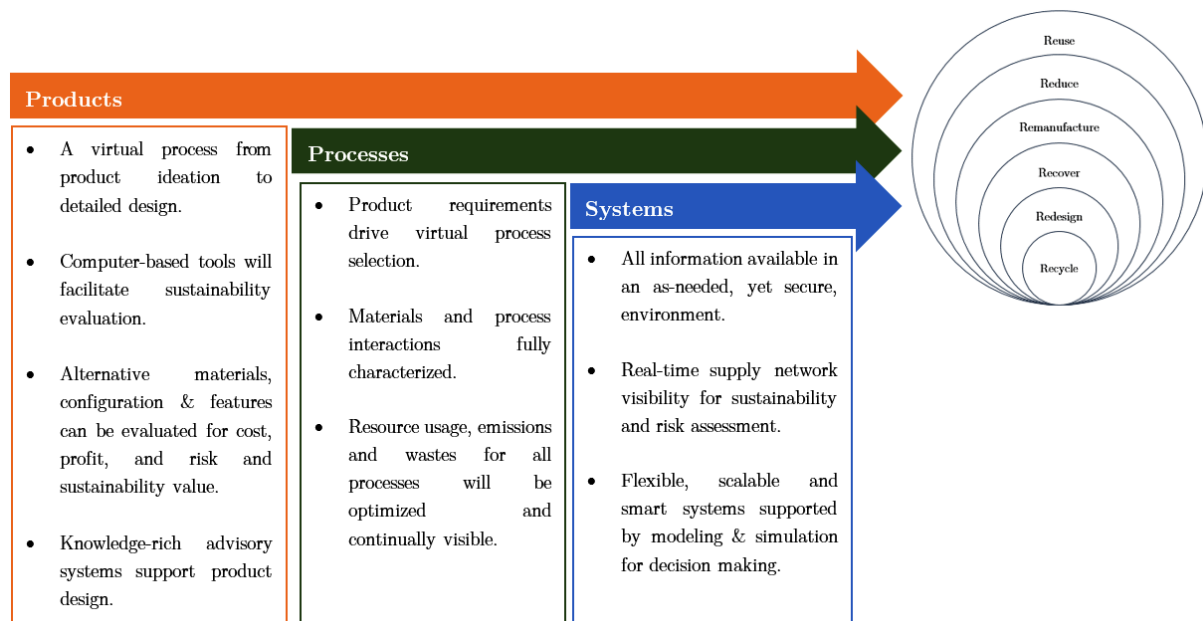 Products
• A virtual process from
product ideation to
detailed design.
• Computer-based tools will
facilitate sustainability
evaluation.
• Alternative materials,
configuration & features
can be evaluated for cost,
profit, and risk and
sustainability value.
• Knowledge-rich advisory
systems support product
design.
Processes
• Product requirements
drive virtual process
selection.
• Materials and process
interactions fully
characterized.
• Resource usage, emissions
and wastes for all
processes will be
optimized and
continually visible.
Systems
• All information available in
an as-needed, yet secure,
environment.
• Real-time supply network
visibility for sustainability
and risk assessment.
• Flexible, scalable and
smart systems supported
by modeling & simulation
for decision making.
Reuse
Reduce
Remanufacture
Recover
Redesign
Recycle